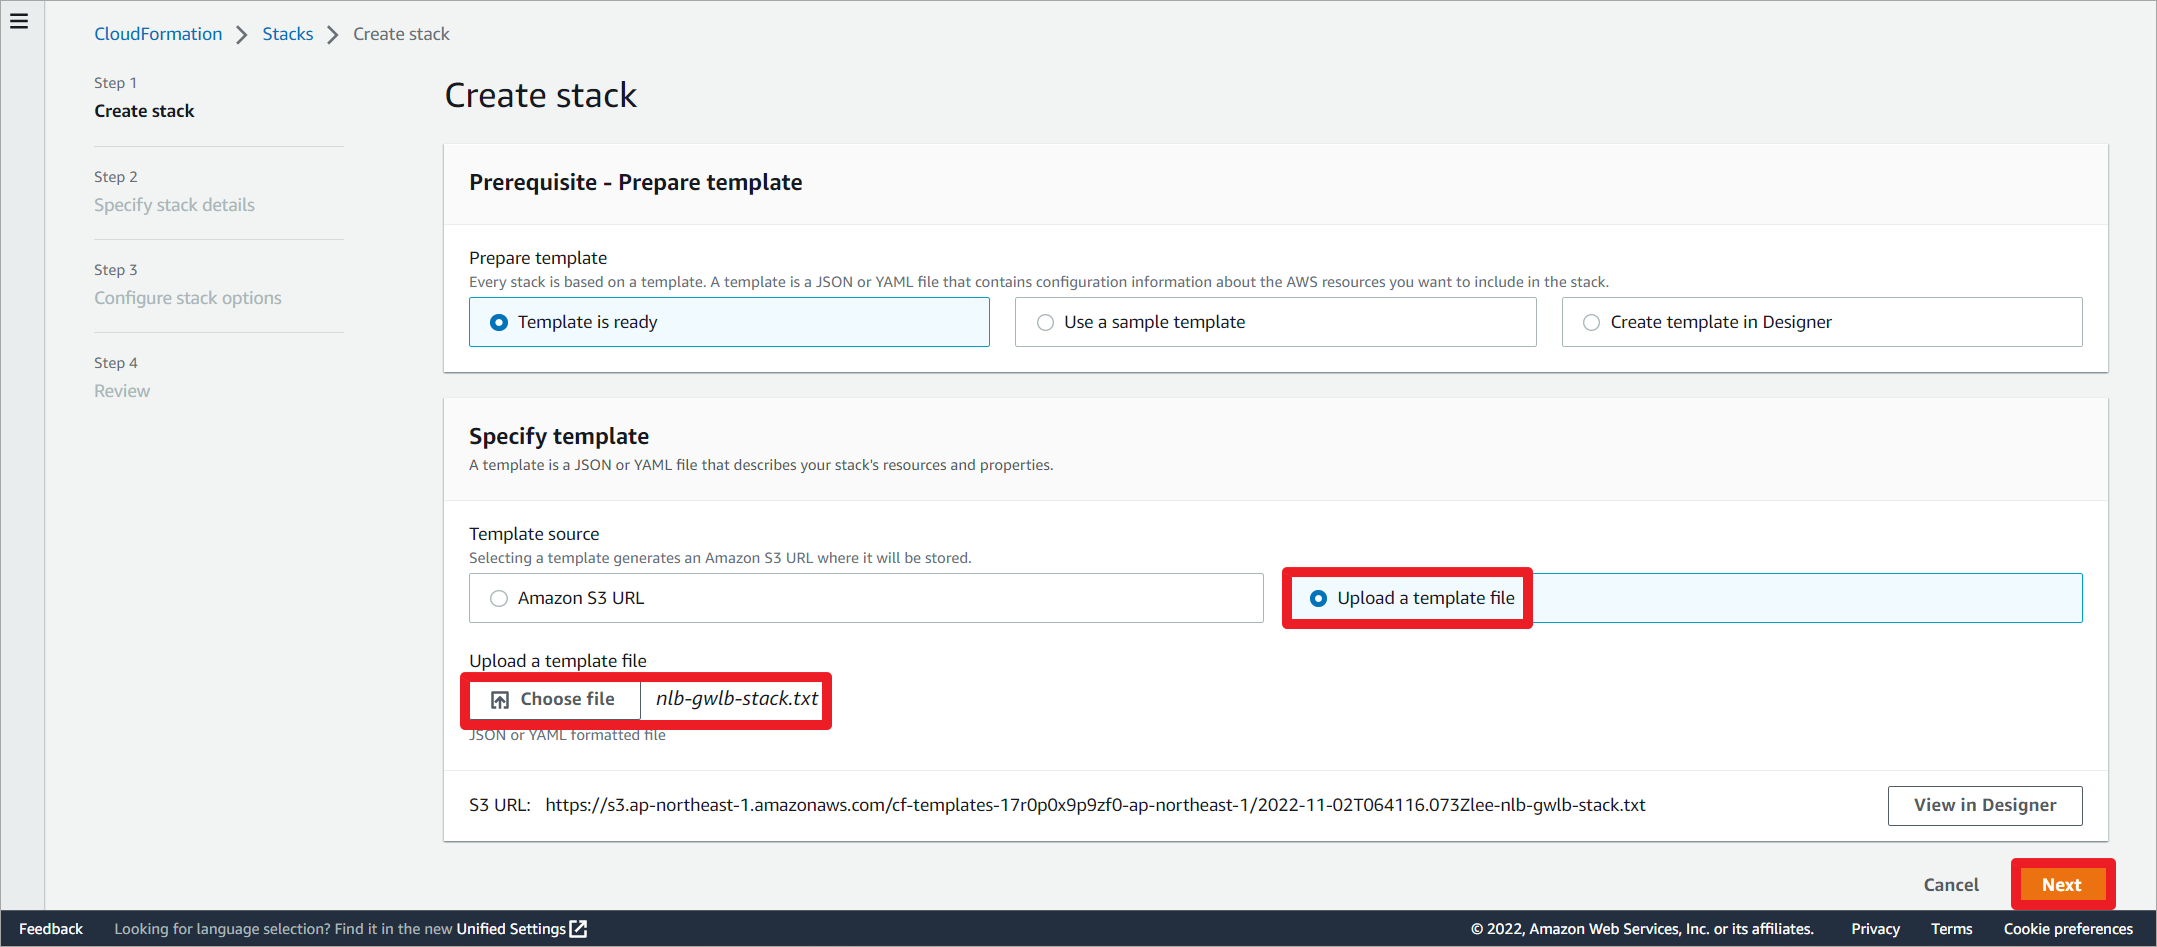 CloudFormation > Stacks > Create stack
Step 1
Create stack
Step 2
Specify stack details
Step 3
Configure stack options
Step 4
Review
Create stack
Prerequisite - Prepare template
Prepare template
Every stack is based on a template. A template is a JSON or YAML file that contains configuration information about the AWS resources you want to include in the stack.
Template is ready
Use a sample template
Create template in Designer
Specify template
A template is a JSON or YAML file that describes your stack's resources and properties.
Template source
Selecting a template generates an Amazon S3 URL where it will be stored.
Amazon S3 URL
Upload a template file
Upload a template file
Choose file
nlb-gwlb-stack.txt
JSON or YAML formatted file
S3 URL: https://s3.ap-northeast-1.amazonaws.com/cf-templates-17r0p0x9p9zf0-ap-northeast-1/2022-11-02T064116.073Zlee-nlb-gwlb-stack.txt
View in Designer
Cancel
Next
Feedback
Looking for language selection? Find it in the new Unified Settings
© 2022, Amazon Web Services, Inc. or its affiliates.
Privacy
Terms
Cookie preferences